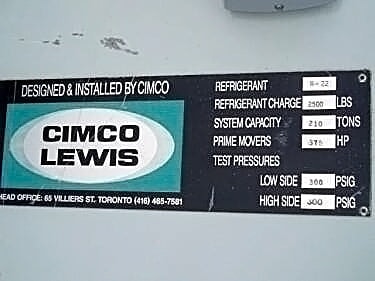 DESIGNED & INSTALLED BY CIMCO
CIMCO
LEWIS
HEAD OFFICE: 65 VILLIERS ST. TORONTO (416) 465-7581
REFRIGERANT R-22
REFRIGERANT CHARGE 2500 LBS
SYSTEM CAPACITY 210 TONS
PRIME MOVERS 375 HP
TEST PRESSURES
LOW SIDE 300 PSIG
HIGH SIDE 300 PSIG